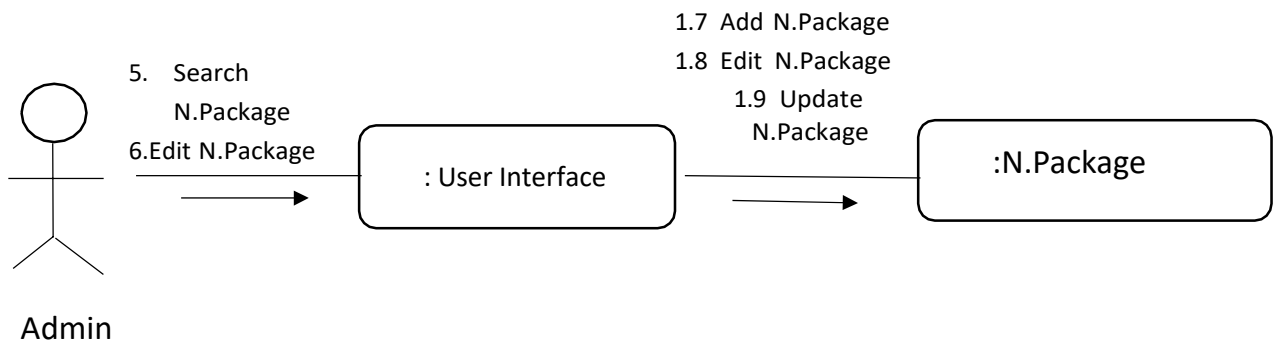 5. Search
N.Package
6.Edit N.Package
1.7 Add N.Package
1.8 Edit N.Package
1.9 Update
N.Package
: User Interface
:N.Package
Admin